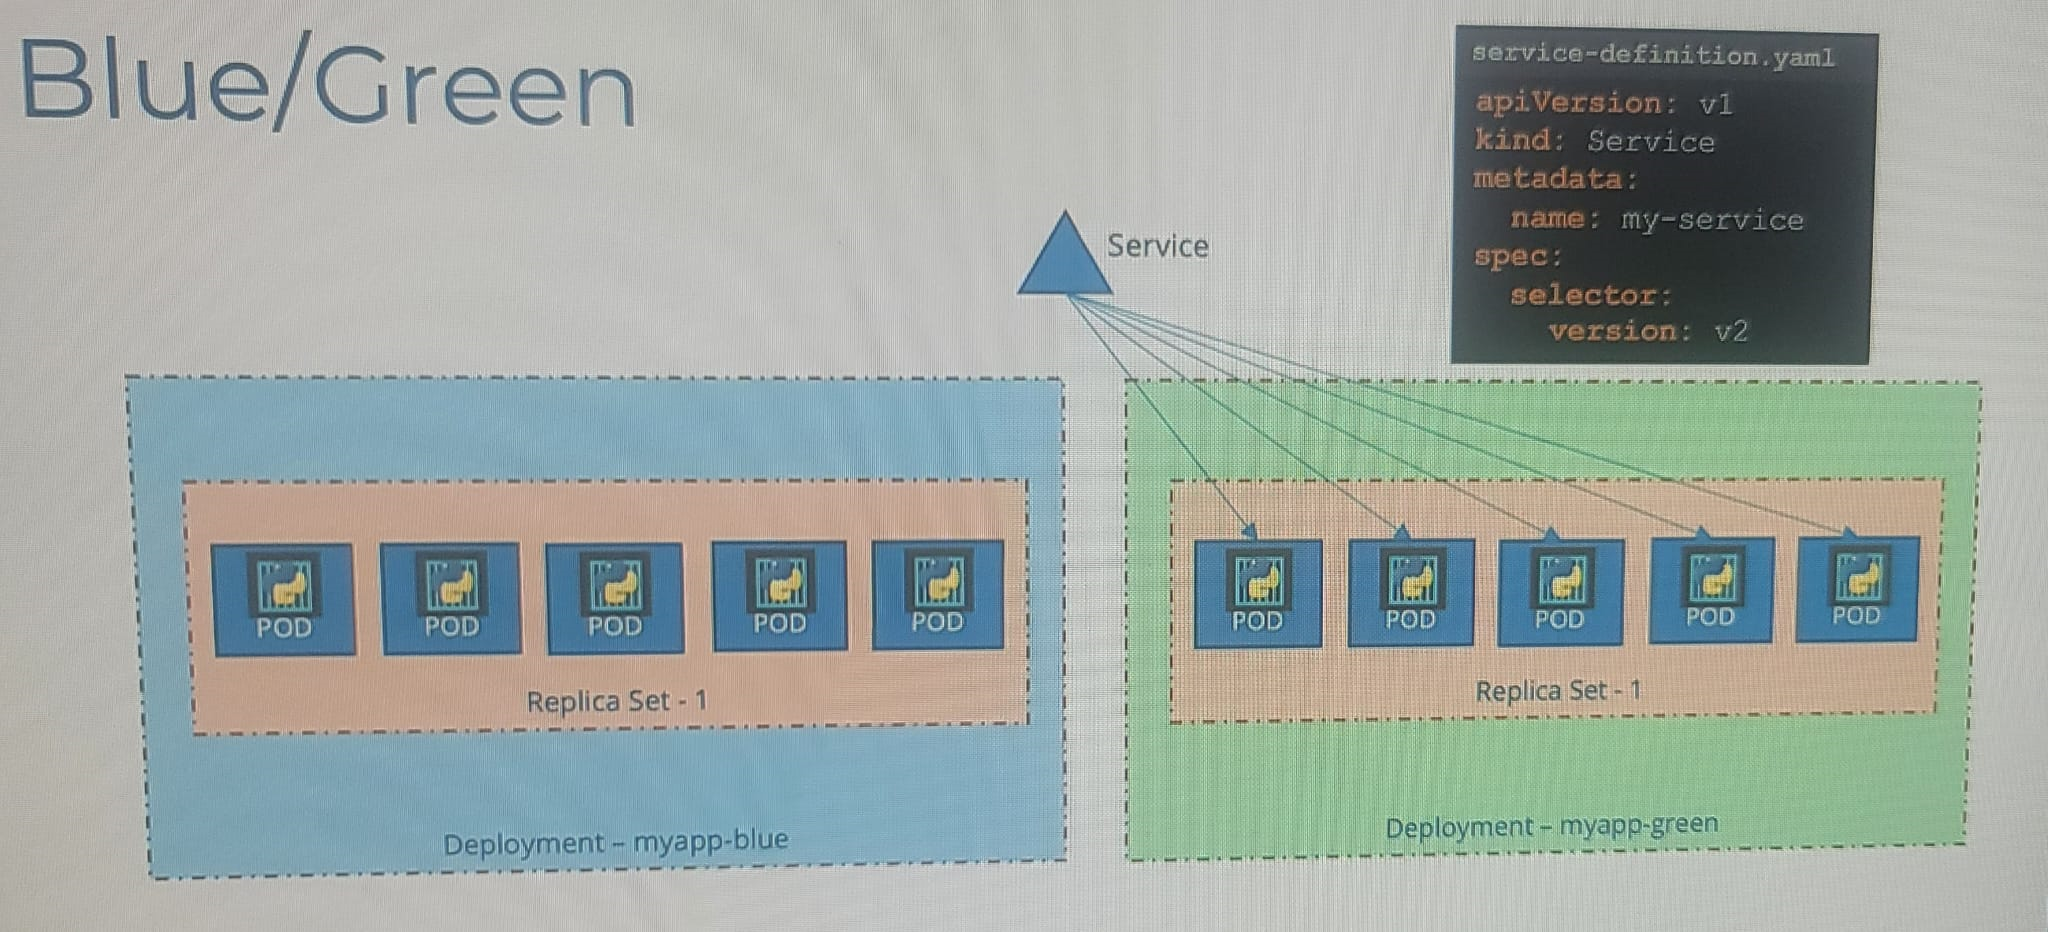 Blue/Green
service-definition.yaml
apiVersion: v1
kind: Service
metadata:
  name: my-service
spec:
  selector:
    version: v2
Service
POD
POD
POD
POD
POD
Replica Set - 1
Deployment – myapp-blue
POD
POD
POD
POD
POD
Replica Set - 1
Deployment – myapp-green